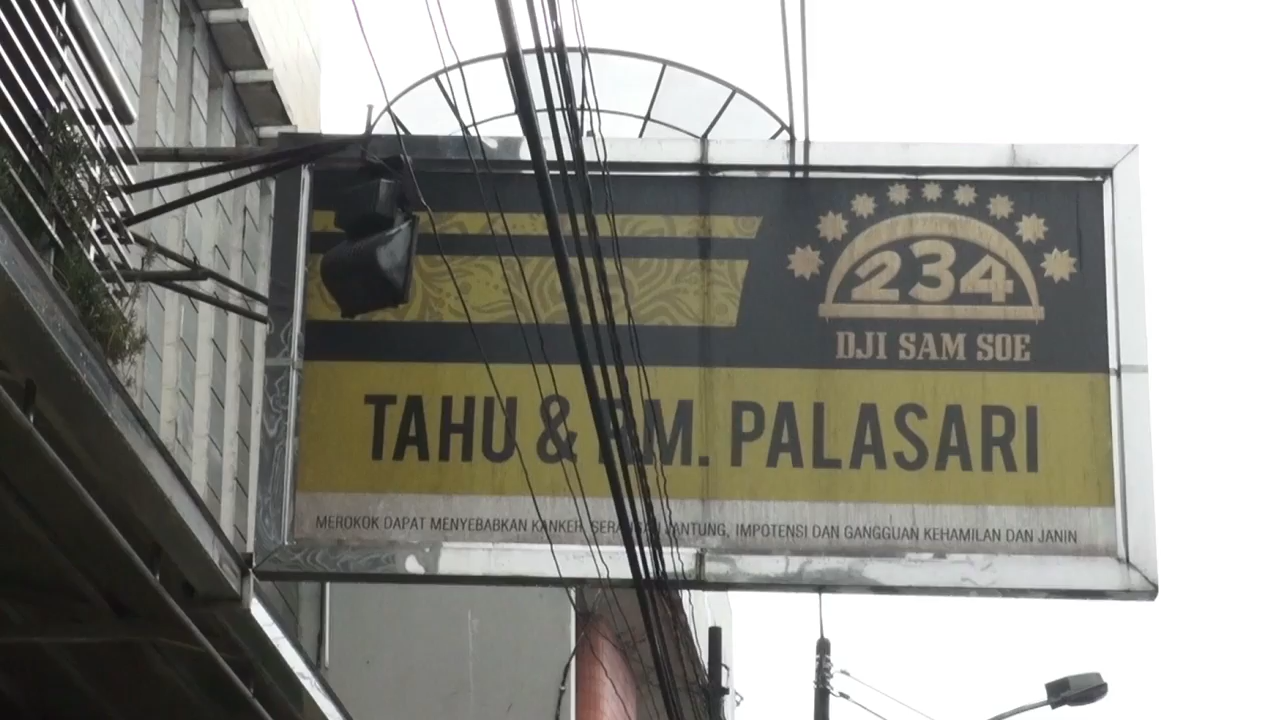 234
DJI SAM SOE
TAHU & RM. PALASARI
MEROKOK DAPAT MENYEBABKAN KANKER, SERANGAN JANTUNG, IMPOTENSI DAN GANGGUAN KEHAMILAN DAN JANIN